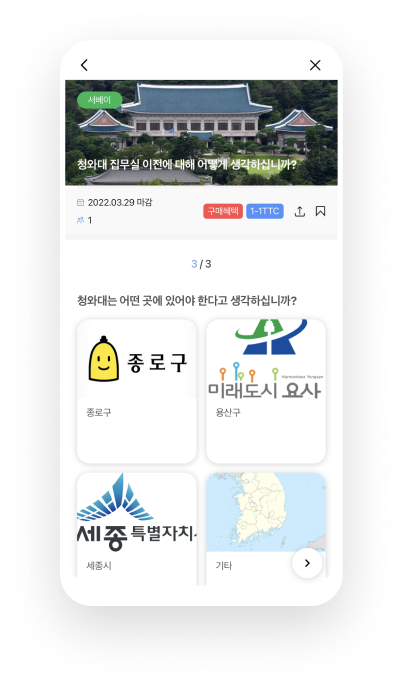 서베이
청와대 집무실 이전에 대해 어떻게 생각하십니까?
2022.03.29 마감
1
구매혜택
1-1TTC
3 / 3
청와대는 어떤 곳에 있어야 한다고 생각하십니까?
종로구
종로구
Harmonious Yongsan
미래도시 요사
용산구
세종특별자치
세종시
기타